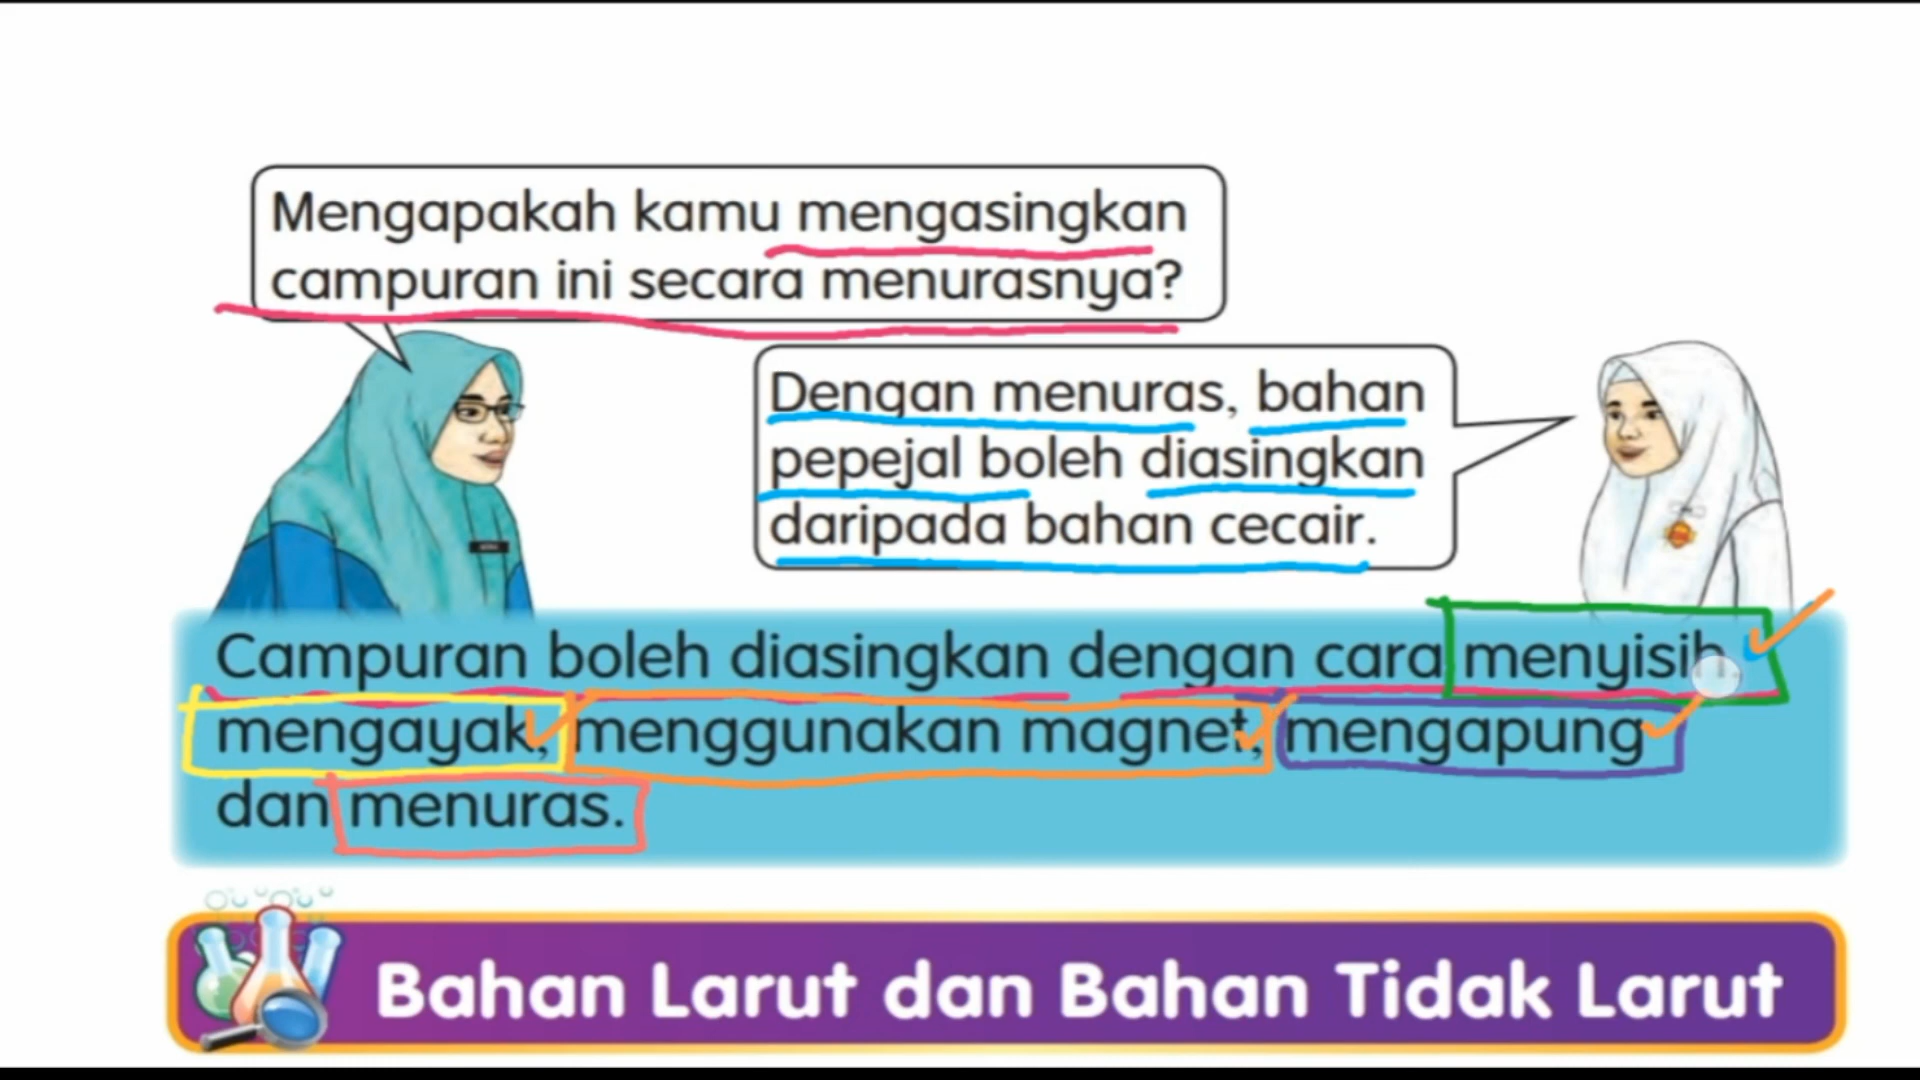 Mengapakah kamu mengasingkan
campuran ini secara menurasnya?
Dengan menuras, bahan
pepejal boleh diasingkan
daripada bahan cecair.
Campuran boleh diasingkan dengan cara menyisih,
mengayak, menggunakan magnet, mengapung
dan menuras.
Bahan Larut dan Bahan Tidak Larut